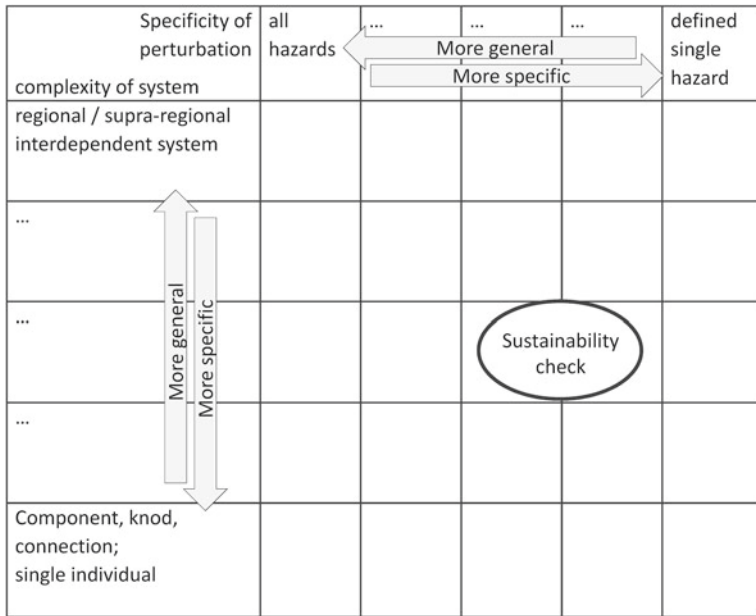 Specificity of
perturbation
complexity of system
all
hazards
...
...
...
defined
single
hazard
More general
More specific
regional / supra-regional
interdependent system
...
...
...
More general
More specific
Sustainability
check
Component, knod,
connection;
single individual